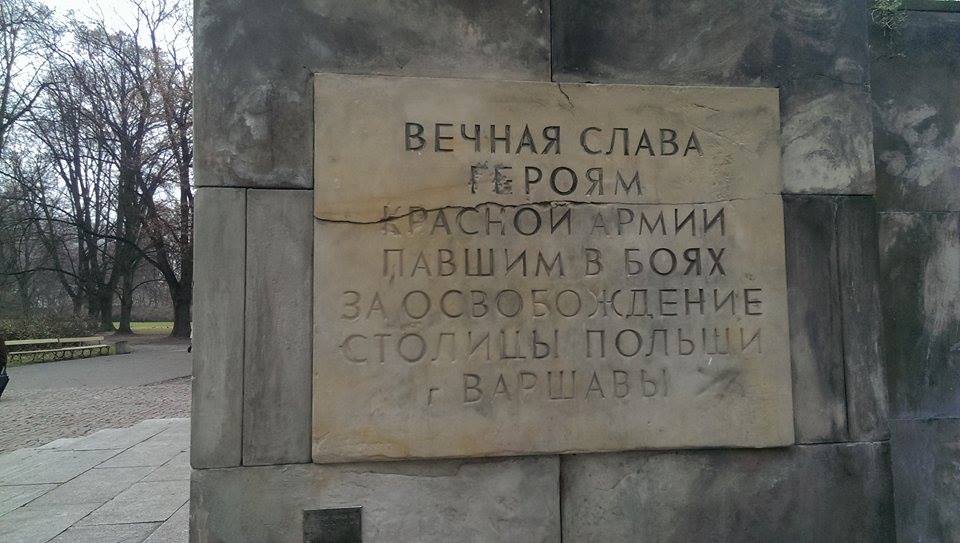 ВЕЧНАЯ СЛАВА
ГЕРОЯМ
КРАСНОЙ АРМИИ
ПАВШИМ В БОЯХ
ЗА ОСВОБОЖДЕНИЕ
СТОЛИЦЫ ПОЛЬШИ
г ВАРШАВЫ